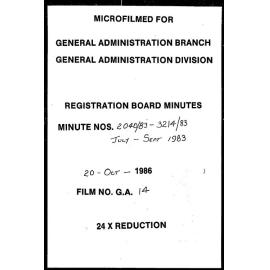 MICROFILMED FOR
GENERAL ADMINISTRATION BRANCH
GENERAL ADMINISTRATION DIVISION
REGISTRATION BOARD MINUTES
MINUTE NOS. 2040/83 - 3214/83
JULY - SEPT 1983
20 - OCT - 1986
FILM NO. G.A. 14
24 X REDUCTION